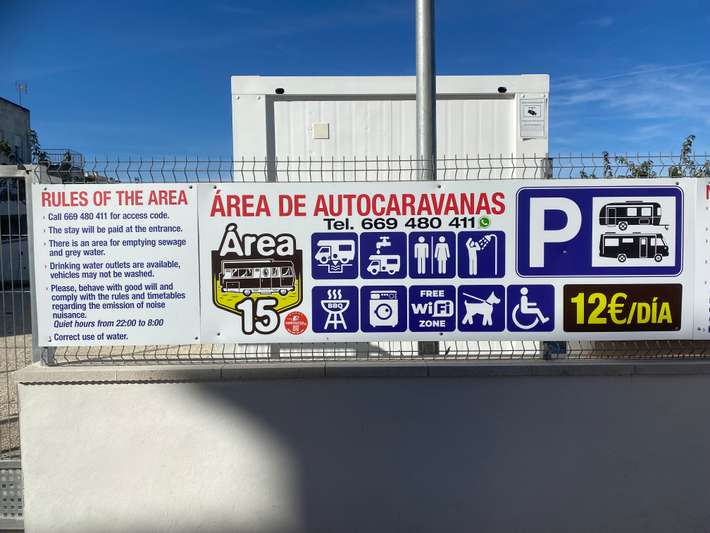 RULES OF THE AREA
Call 669 480 411 for access code.
The stay will be paid at the entrance.
There is an area for emptying sewage
and grey water.
Drinking water outlets are available,
vehicles may not be washed.
Please, behave with good will and
comply with the rules and timetables
regarding the emission of noise
nuisance.
Quiet hours from 22:00 to 8:00
Correct use of water.
ÁREA DE AUTOCARAVANAS
Tel. 669 480 411
Área
15
BBQ
FREE
WiFi
ZONE
P
12€/DÍA